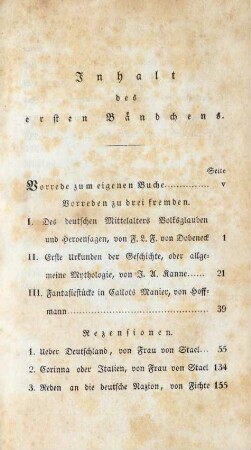 Inhalt
des
ersten Bändchens.
Seite
Vorrede zum eigenen Buche............... v
Vorreden zu drei fremden.
I. Des deutschen Mittelalters Volksglauben
und Heroensagen, von F. L. F. von Dobeneck 1
II. Erste Urkunden der Geschichte, oder allge
meine Mythologie, von J. A. Kanne...... 21
III. Fantasiestücke in Callots Manier, von Hoff
mann.................................. 39
Rezensionen.
1. Ueber Deutschland, von Frau von Stael... 55
2. Corinna oder Italien, von Frau von Stael 134
3. Reden an die deutsche Nazion, von Fichte 155